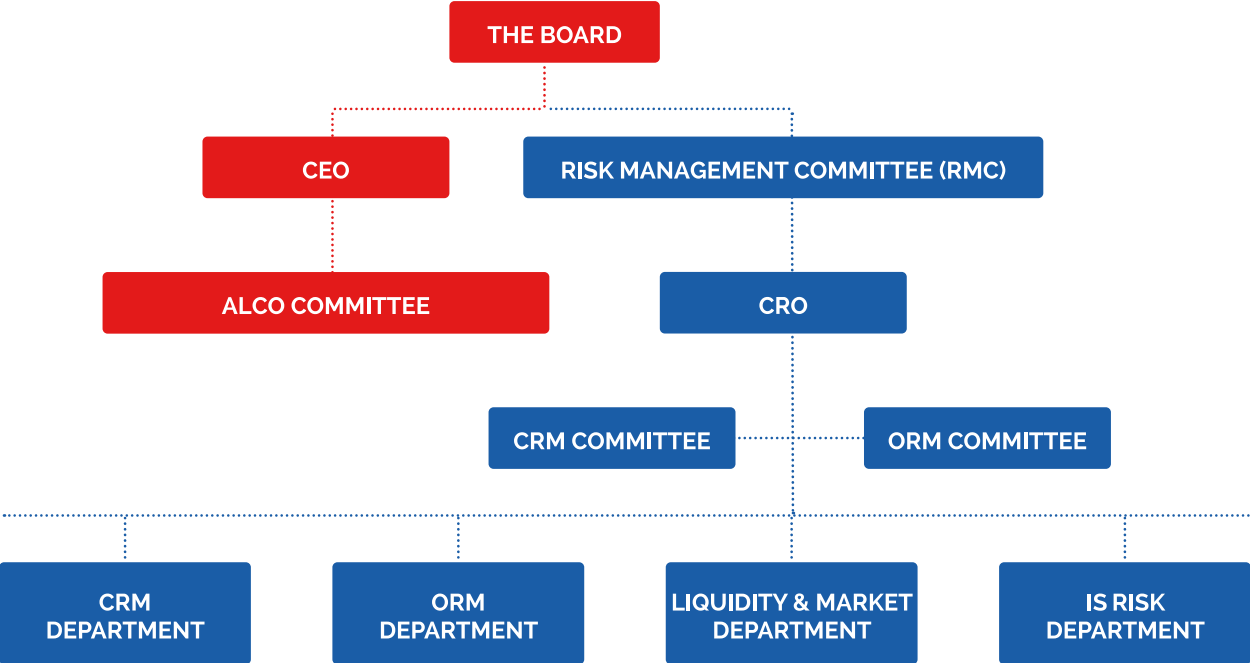 THE BOARD
CEO
RISK MANAGEMENT COMMITTEE (RMC)
ALCO COMMITTEE
CRO
CRM COMMITTEE
ORM COMMITTEE
CRM
DEPARTMENT
ORM
DEPARTMENT
LIQUIDITY & MARKET
DEPARTMENT
IS RISK
DEPARTMENT